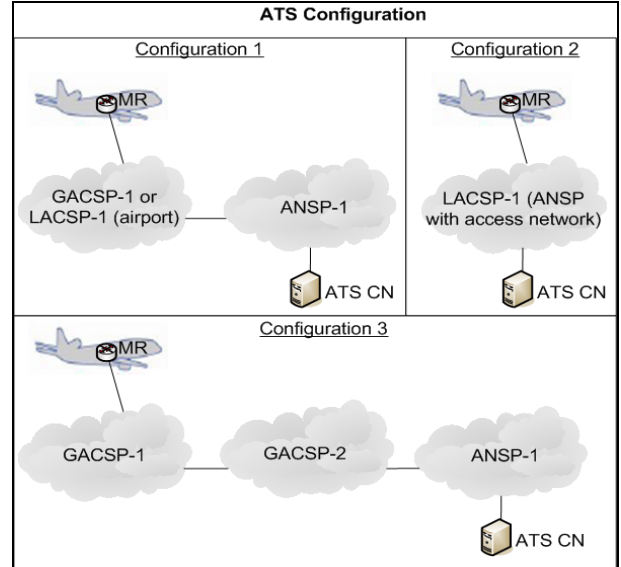 ATS Configuration
Configuration 1
MR
GACSP-1 or
LACSP-1 (airport)
ANSP-1
ATS CN
Configuration 2
MR
LACSP-1 (ANSP
with access network)
ATS CN
Configuration 3
MR
GACSP-1
GACSP-2
ANSP-1
ATS CN